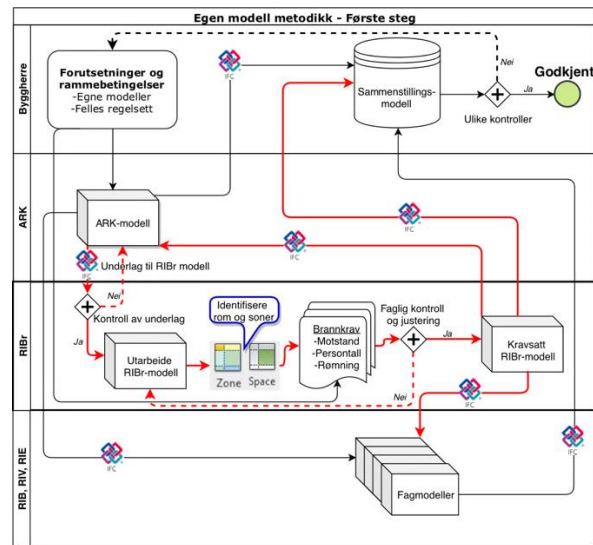 Egen modell metodikk - Første steg
Byggherre
Forutsetninger og
rammebetingelser
-Egne modeller
-Felles regelsett
IFC
Sammenstillings-
modell
Nei
Ja
Godkjent
Ulike kontroller
ARK
ARK-modell
IFC
IFC
IFC
Underlag til RIBr modell
RIBr
Nei
Kontroll av underlag
Ja
Utarbeide
RIBr-modell
Identifisere
rom og soner
Zone
Space
Brannkrav
-Motstand
-Persontall
-Rømning
Faglig kontroll
og justering
Ja
Nei
Kravsatt
RIBr-modell
IFC
RIB, RIV, RIE
IFC
IFC
Fagmodeller